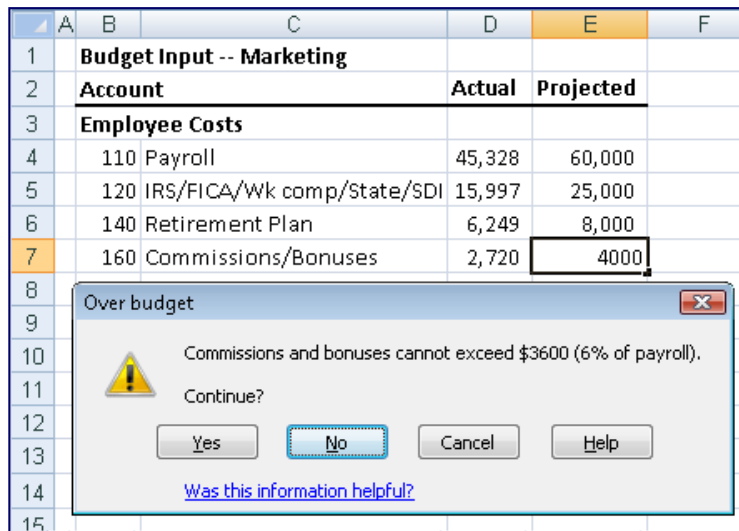 A B C D E F
1 Budget Input -- Marketing
2 Account Actual Projected
3 Employee Costs
4 110 Payroll 45,328 60,000
5 120 IRS/FICA/Wk comp/State/SDI 15,997 25,000
6 140 Retirement Plan 6,249 8,000
7 160 Commissions/Bonuses 2,720 4000
8
Over budget
9
10 Commissions and bonuses cannot exceed $3600 (6% of payroll).
11 Continue?
12
Yes No Cancel Help
13
14 Was this information helpful?
15